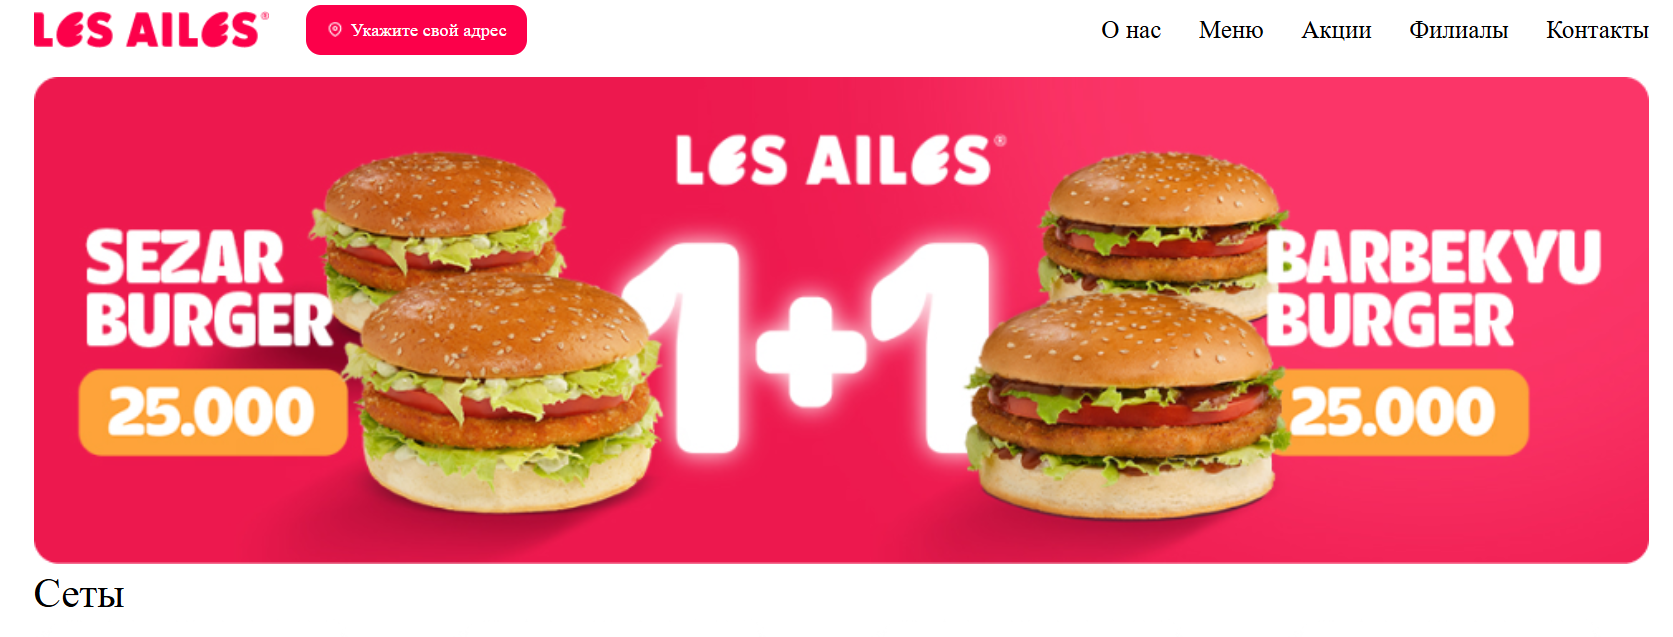 LES AILES®
Укажите свой адрес
О нас
Меню
Акции
Филиалы
Контакты
LES AILES®
SEZAR
BURGER
25.000
1+1
BARBEKYU
BURGER
25.000
Сеты